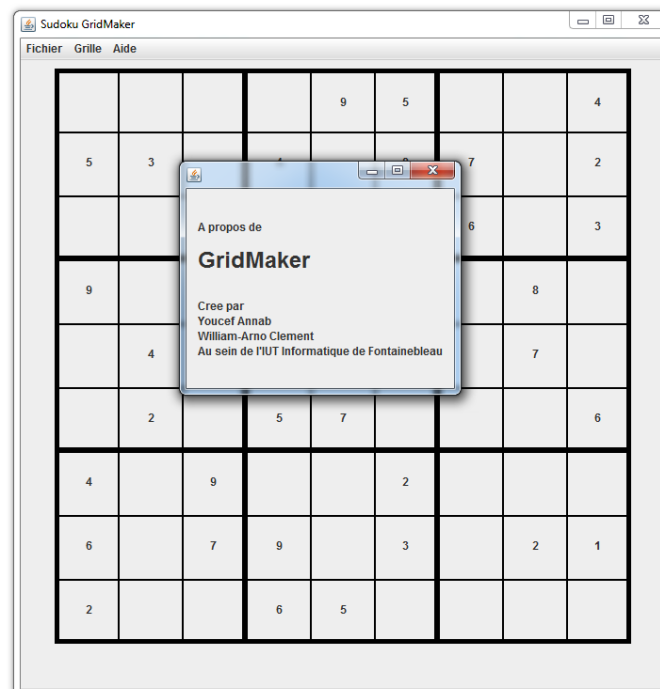 Sudoku GridMaker
Fichier Grille Aide
9 5 4
5 3 7 2
6 3
A propos de
GridMaker
Cree par
Youcef Annab
William-Arno Clement
Au sein de l'IUT Informatique de Fontainebleau
9 8
4 7
2 5 7 6
4 9 2
6 7 9 3 2 1
2 6 5